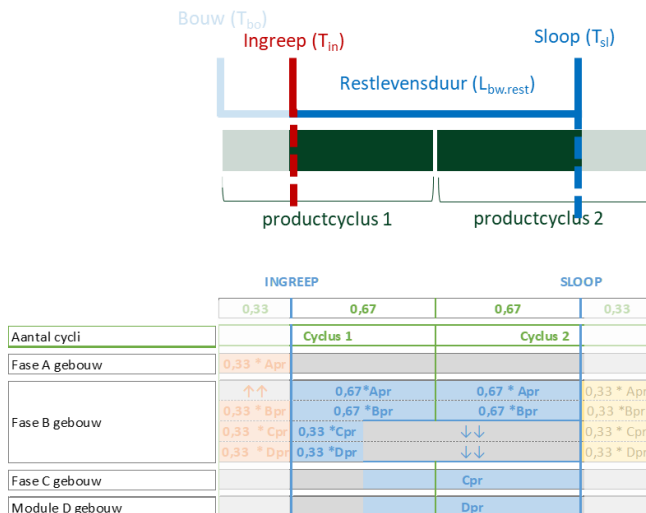 Bouw (Tbo)
Ingreep (Tin)
Sloop (Tsl)
Restlevensduur (Lbw.rest)
productcyclus 1
productcyclus 2
INGREEP
SLOOP
0,33
0,67
0,67
0,33
Aantal cycli
Cyclus 1
Cyclus 2
Fase A gebouw
0,33 * Apr
Fase B gebouw
↑↑
0,67*Apr
0,67 * Apr
0,33 * Apr
0,33 * Bpr
0,67 *Bpr
0,67 *Bpr
0,33 *Bpr
0,33 * Cpr
0,33 *Cpr
↓↓
0,33 * Cpr
0,33 * Dpr
0,33 *Dpr
↓↓
0,33 * Dpr
Fase C gebouw
Cpr
Module D gebouw
Dpr